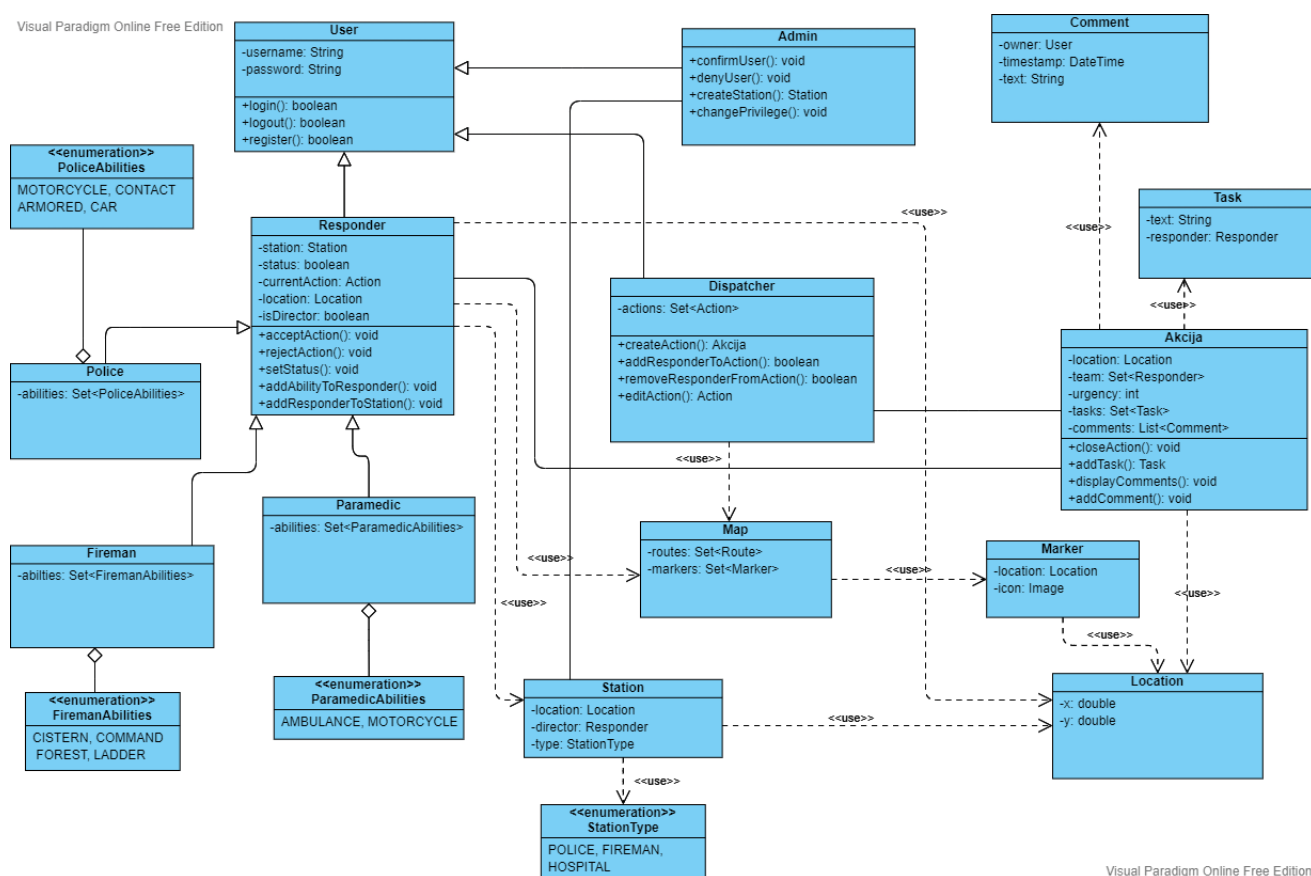 Visual Paradigm Online Free Edition
User
-username: String
-password: String
+login(): boolean
+logout(): boolean
+register(): boolean
Admin
+confirmUser(): void
+denyUser(): void
+createStation(): Station
+changePrivilege(): void
Comment
-owner: User
-timestamp: DateTime
-text: String
<<enumeration>>
PoliceAbilities
MOTORCYCLE, CONTACT
ARMORED, CAR
Responder
-station: Station
-status: boolean
-currentAction: Action
-location: Location
-isDirector: boolean
+acceptAction(): void
+rejectAction(): void
+setStatus(): void
+addAbilityToResponder(): void
+addResponderToStation(): void
<<use>>
<<use>>
Task
-text: String
-responder: Responder
<<use>>
Dispatcher
-actions: Set<Action>
+createAction(): Akcija
+addResponderToAction(): boolean
+removeResponderFromAction(): boolean
+editAction(): Action
Akcija
-location: Location
-team: Set<Responder>
-urgency: int
-tasks: Set<Task>
-comments: List<Comment>
+closeAction(): void
+addTask(): Task
+displayComments(): void
+addComment(): void
Police
-abilities: Set<PoliceAbilities>
<<use>>
Paramedic
-abilities: Set<ParamedicAbilities>
Fireman
-abilties: Set<FiremanAbilities>
Map
-routes: Set<Route>
-markers: Set<Marker>
<<use>>
<<use>>
Marker
-location: Location
-icon: Image
<<use>>
<<use>>
<<use>>
<<enumeration>>
FiremanAbilities
CISTERN, COMMAND
FOREST, LADDER
<<enumeration>>
ParamedicAbilities
AMBULANCE, MOTORCYCLE
Station
-location: Location
-director: Responder
-type: StationType
<<use>>
Location
-x: double
-y: double
<<use>>
<<enumeration>>
StationType
POLICE, FIREMAN,
HOSPITAL
Visual Paradigm Online Free Edition